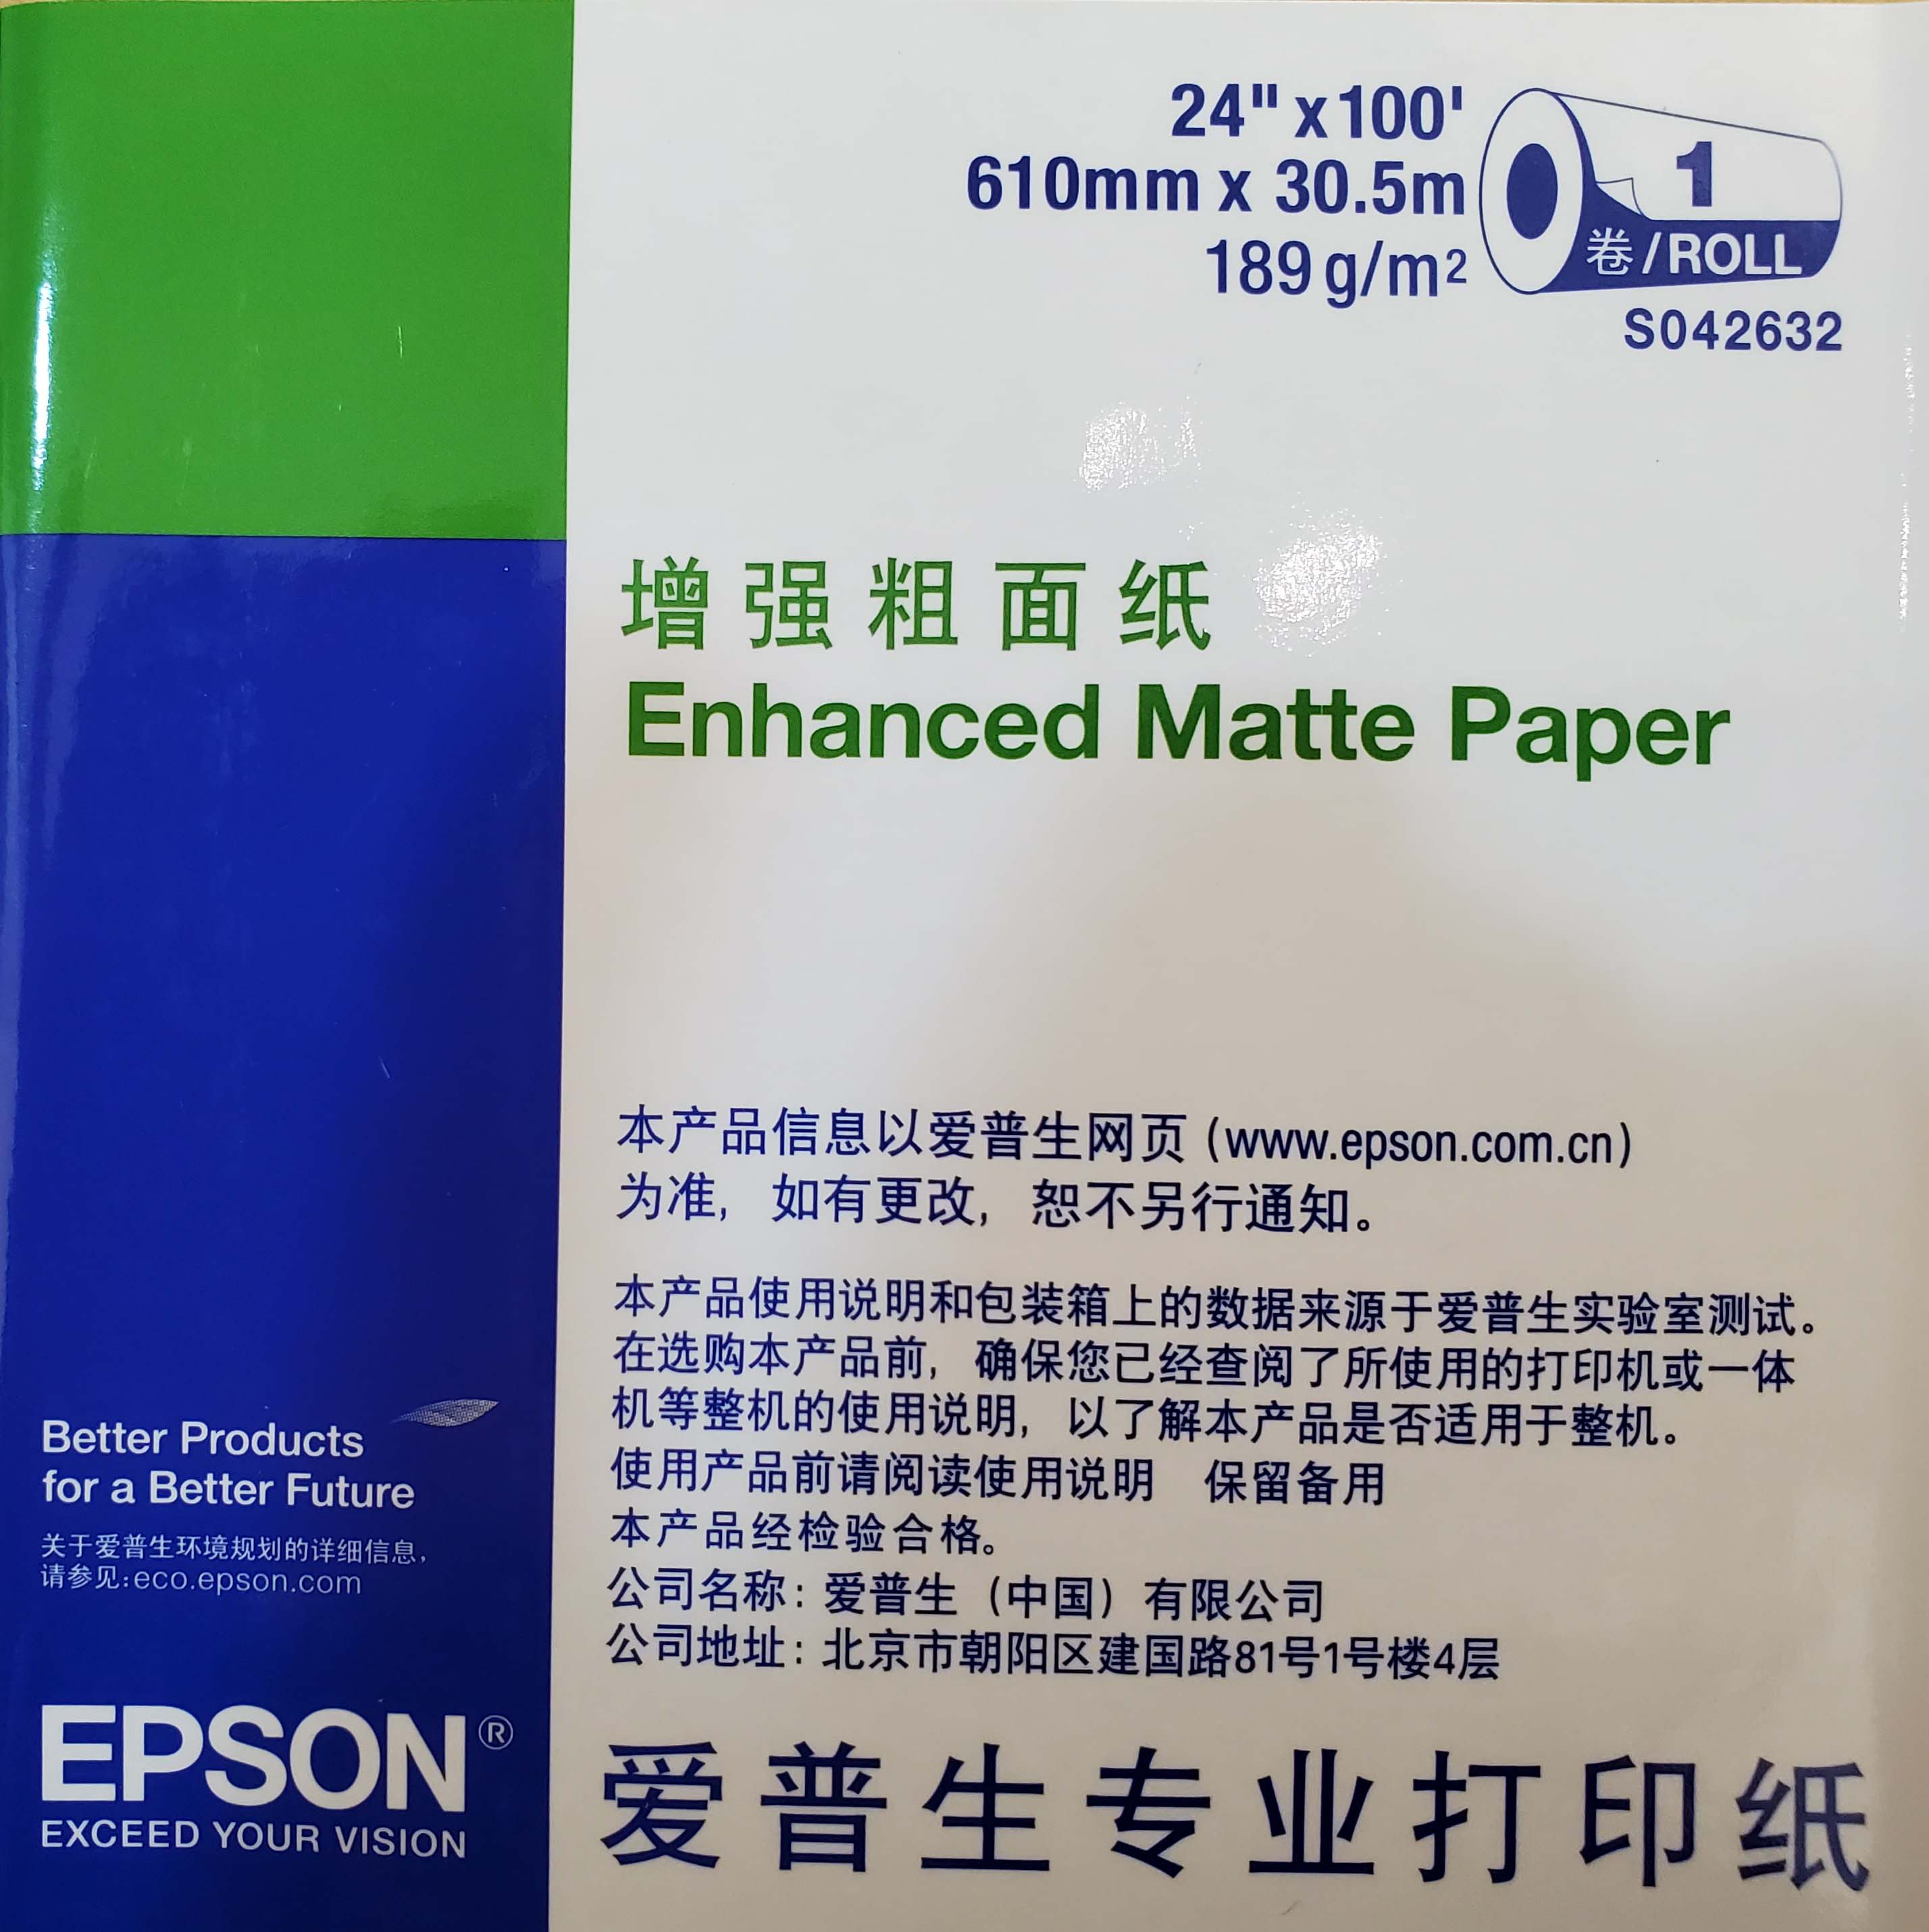 24" x 100'
610mm x 30.5m
189 g/m²
1
卷/ROLL
S042632
增强粗面纸
Enhanced Matte Paper
本产品信息以爱普生网页 (www.epson.com.cn)
为准，如有更改，恕不另行通知。
本产品使用说明和包装箱上的数据来源于爱普生实验室测试。
在选购本产品前，确保您已经查阅了所使用的打印机或一体
机等整机的使用说明，以了解本产品是否适用于整机。
使用产品前请阅读使用说明 保留备用
本产品经检验合格。
公司名称：爱普生（中国）有限公司
公司地址：北京市朝阳区建国路81号1号楼4层
Better Products
for a Better Future
关于爱普生环境规划的详细信息，
请参见:eco.epson.com
EPSON®
EXCEED YOUR VISION
爱普生专业打印纸